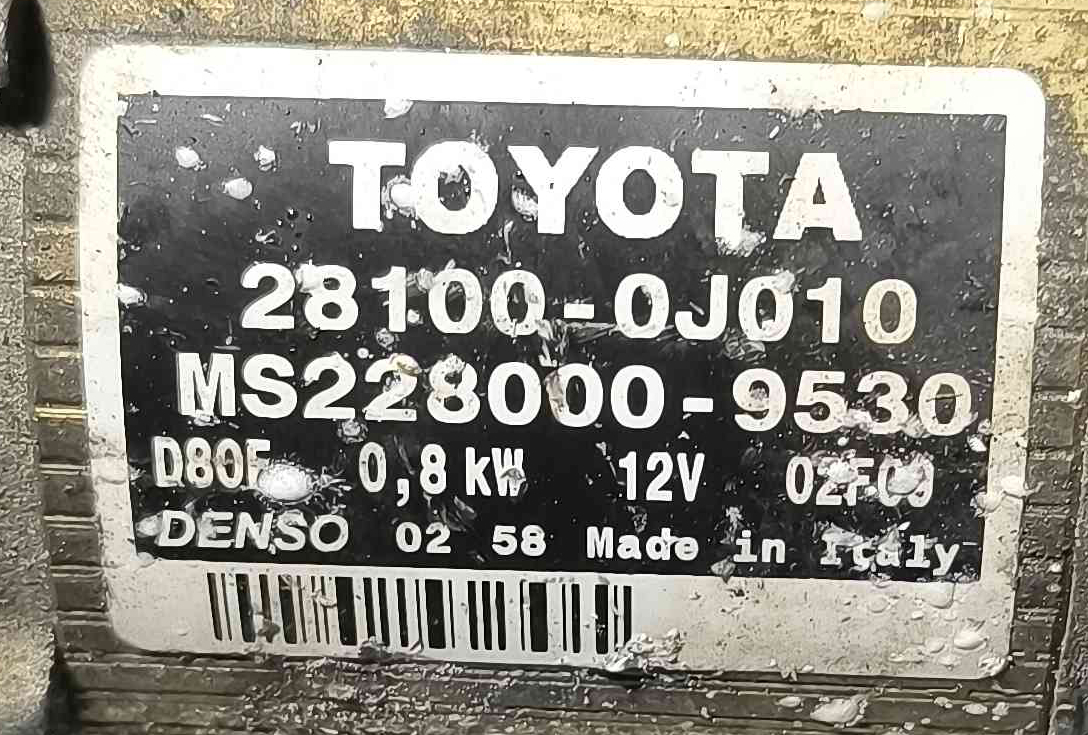 TOYOTA
28100-0J010
MS228000-9530
0,8 kW 12V
DENSO 02 58 Made in Italy